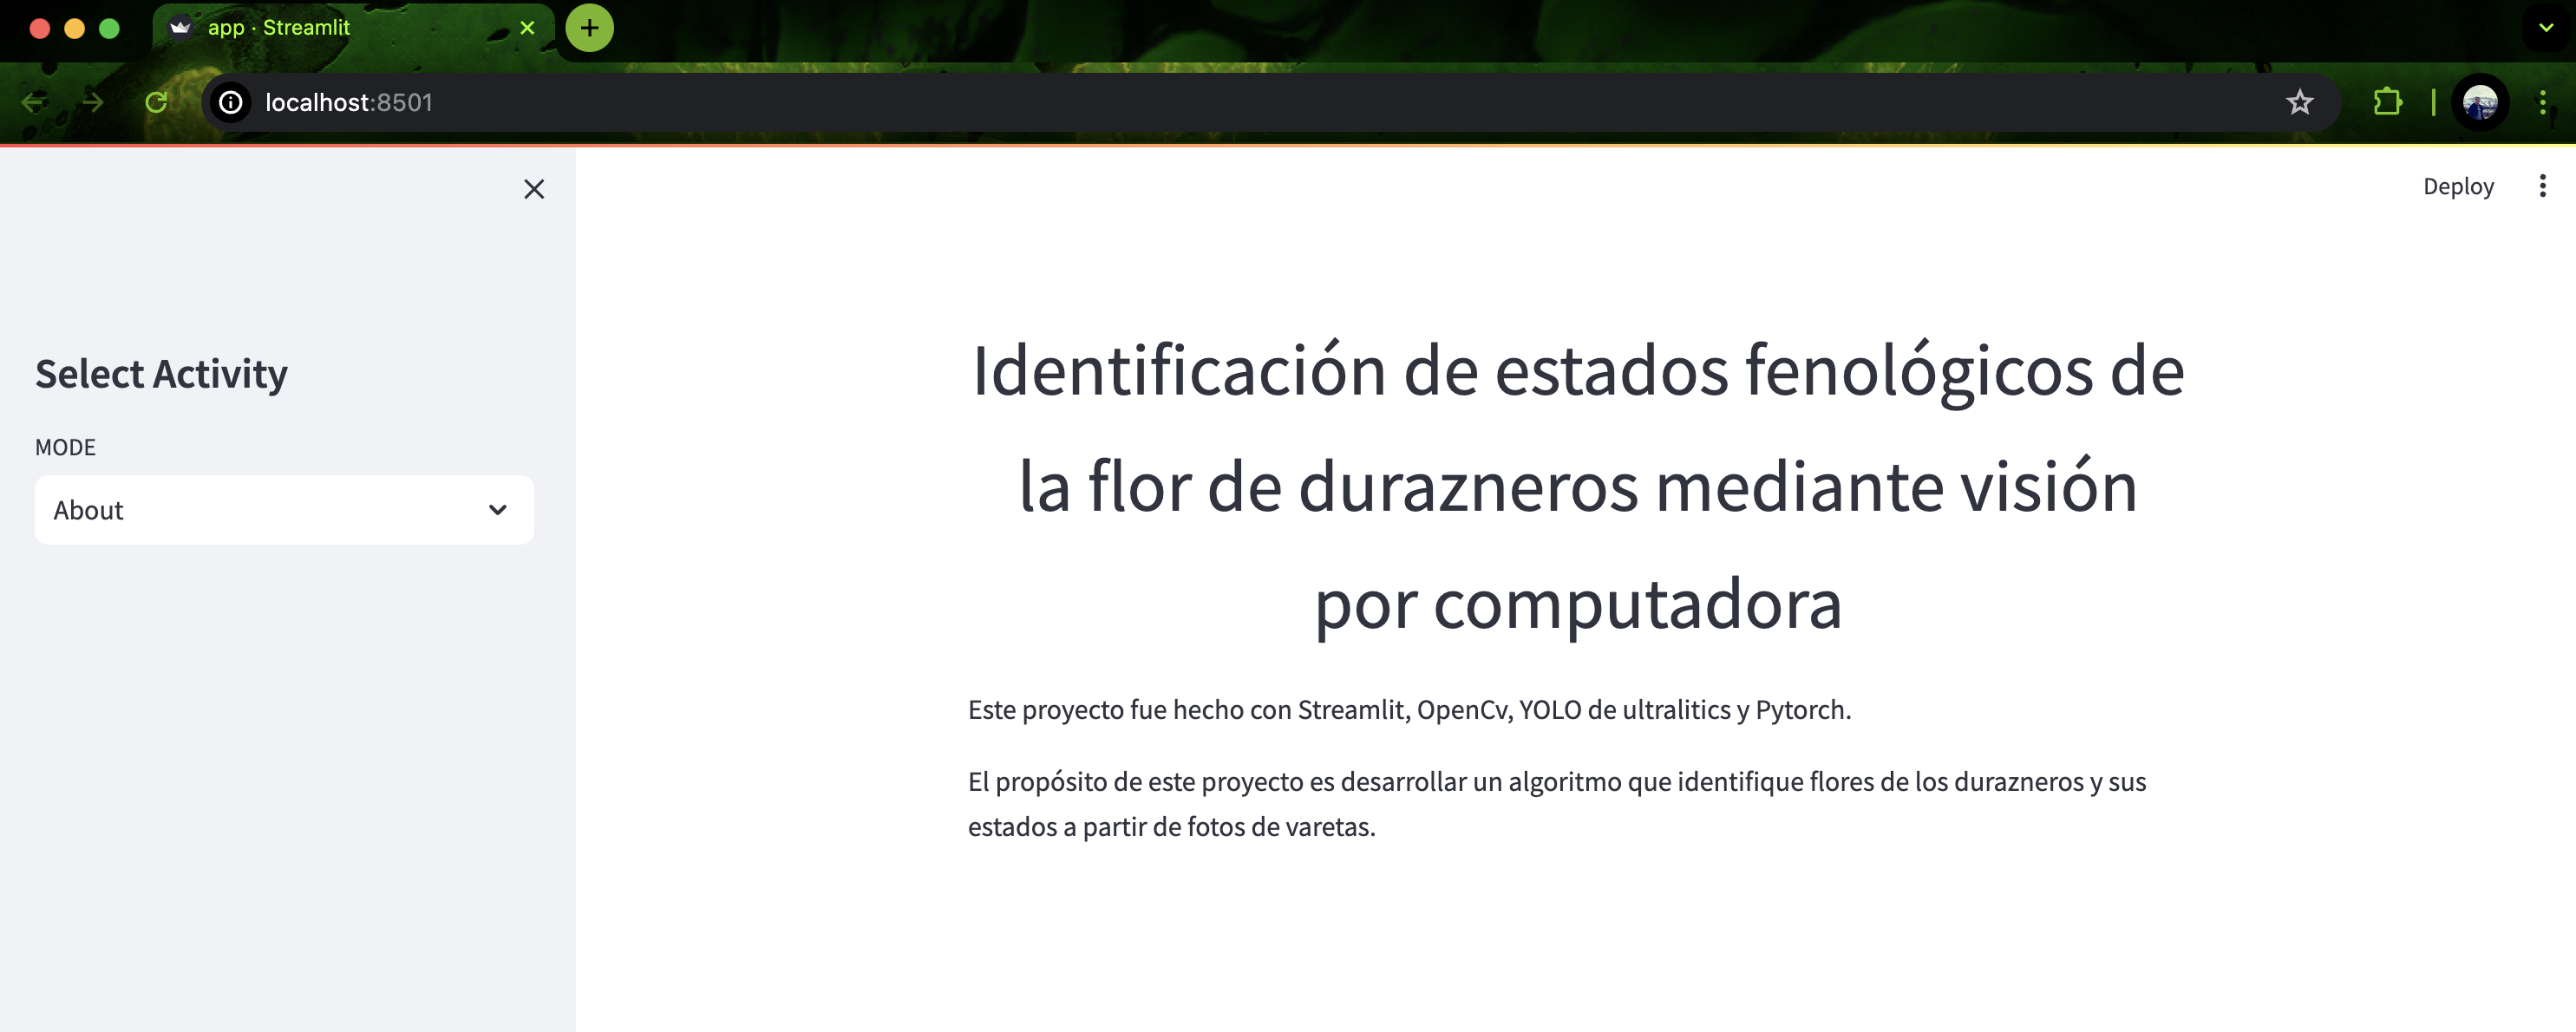 app · Streamlit
localhost:8501
Deploy
Select Activity
MODE
About
Identificación de estados fenológicos de
la flor de durazneros mediante visión
por computadora
Este proyecto fue hecho con Streamlit, OpenCv, YOLO de ultralitics y Pytorch.
El propósito de este proyecto es desarrollar un algoritmo que identifique flores de los durazneros y sus
estados a partir de fotos de varetas.